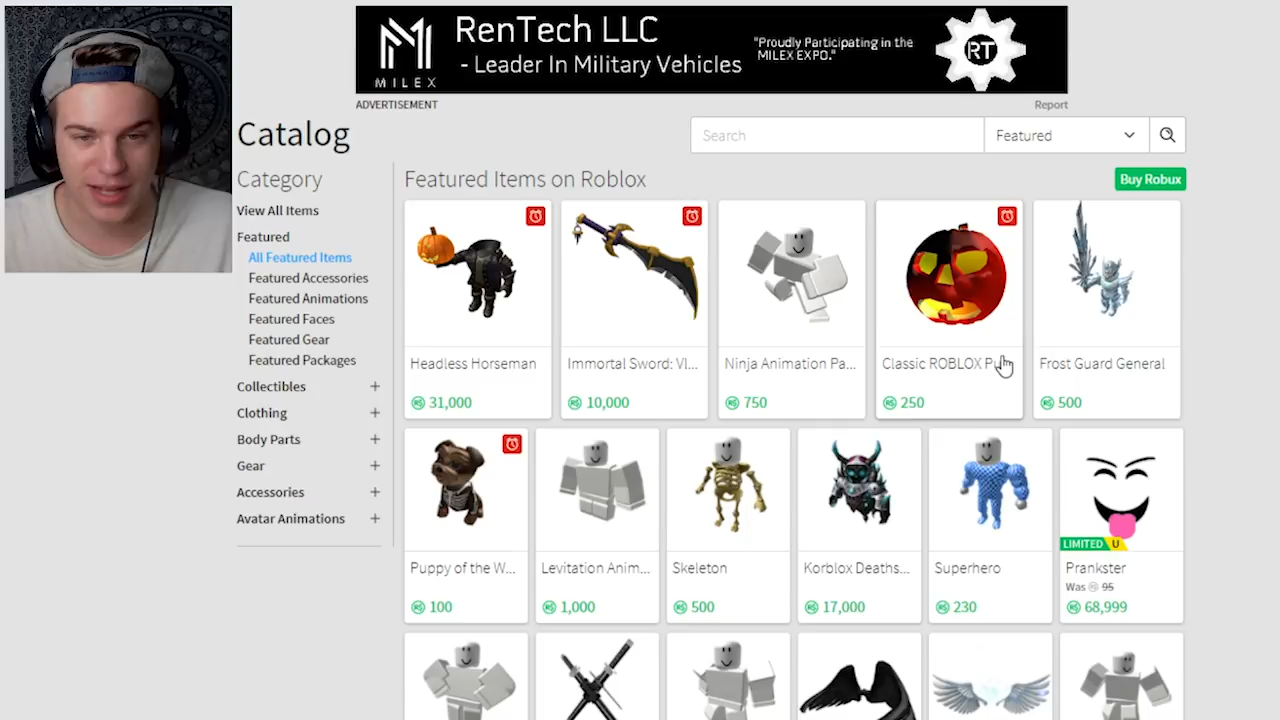 MILEX
RenTech LLC
- Leader In Military Vehicles
"Proudly Participating in the
MILEX EXPO."
RT
ADVERTISEMENT
Report
Catalog
Search
Featured
Category
View All Items
Featured
All Featured Items
Featured Accessories
Featured Animations
Featured Faces
Featured Gear
Featured Packages
Collectibles +
Clothing +
Body Parts +
Gear +
Accessories +
Avatar Animations +
Featured Items on Roblox
Buy Robux
Headless Horseman
R$ 31,000
Immortal Sword: Vl...
R$ 10,000
Ninja Animation Pa...
R$ 750
Classic ROBLOX
R$ 250
Frost Guard General
R$ 500
Puppy of the W...
R$ 100
Levitation Anim...
R$ 1,000
Skeleton
R$ 500
Korblox Deaths...
R$ 17,000
Superhero
R$ 230
LIMITED U
Prankster
Was R$ 95
R$ 68,999